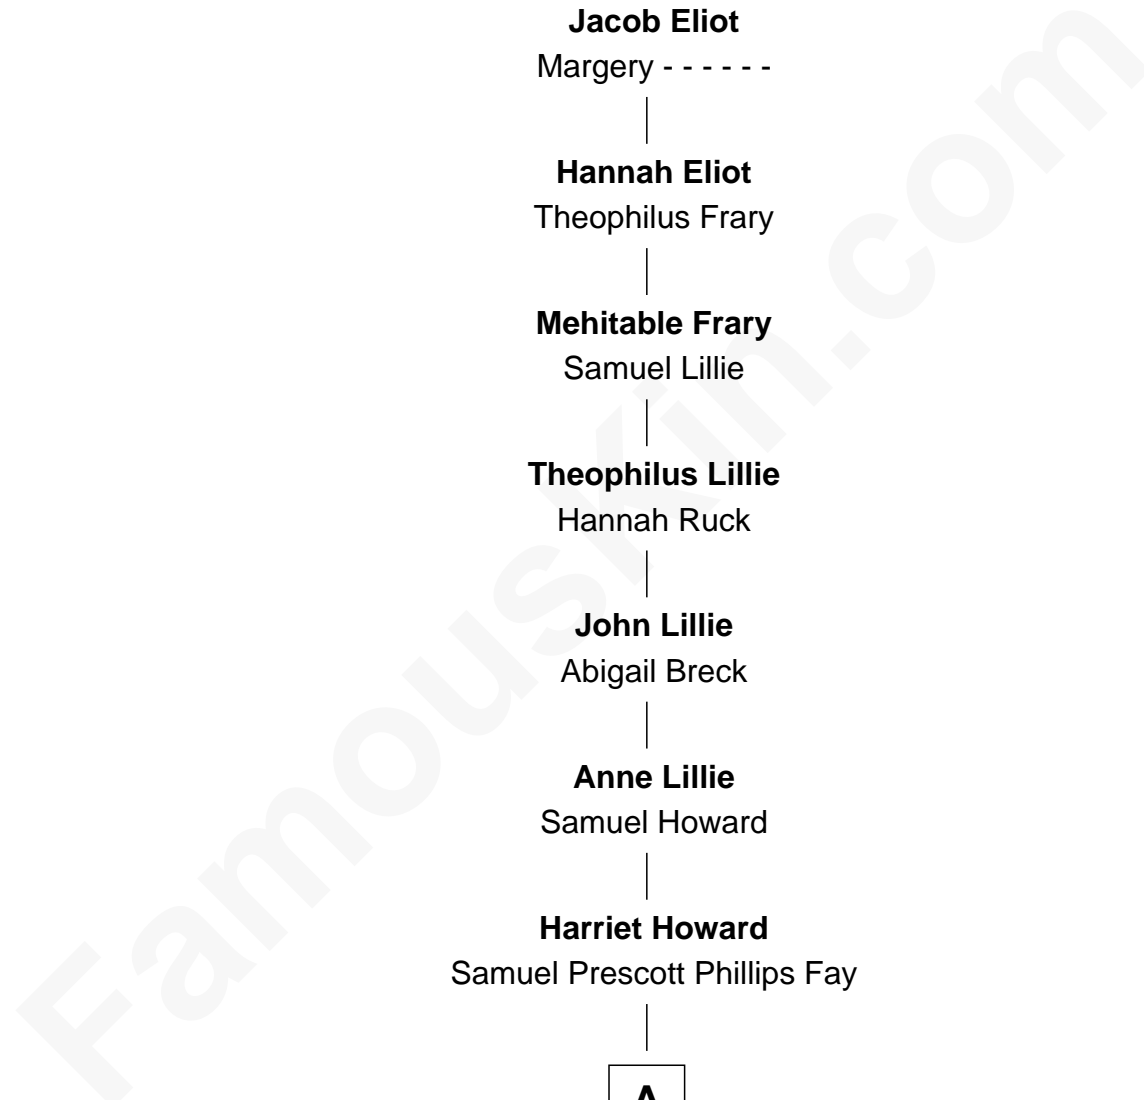 Jacob Eliot
Margery - - - - - -
Hannah Eliot
Theophilus Frary
Mehitable Frary
Samuel Lillie
Theophilus Lillie
Hannah Ruck
John Lillie
Abigail Breck
Anne Lillie
Samuel Howard
Harriet Howard
Samuel Prescott Phillips Fay
A
FamousKin.com